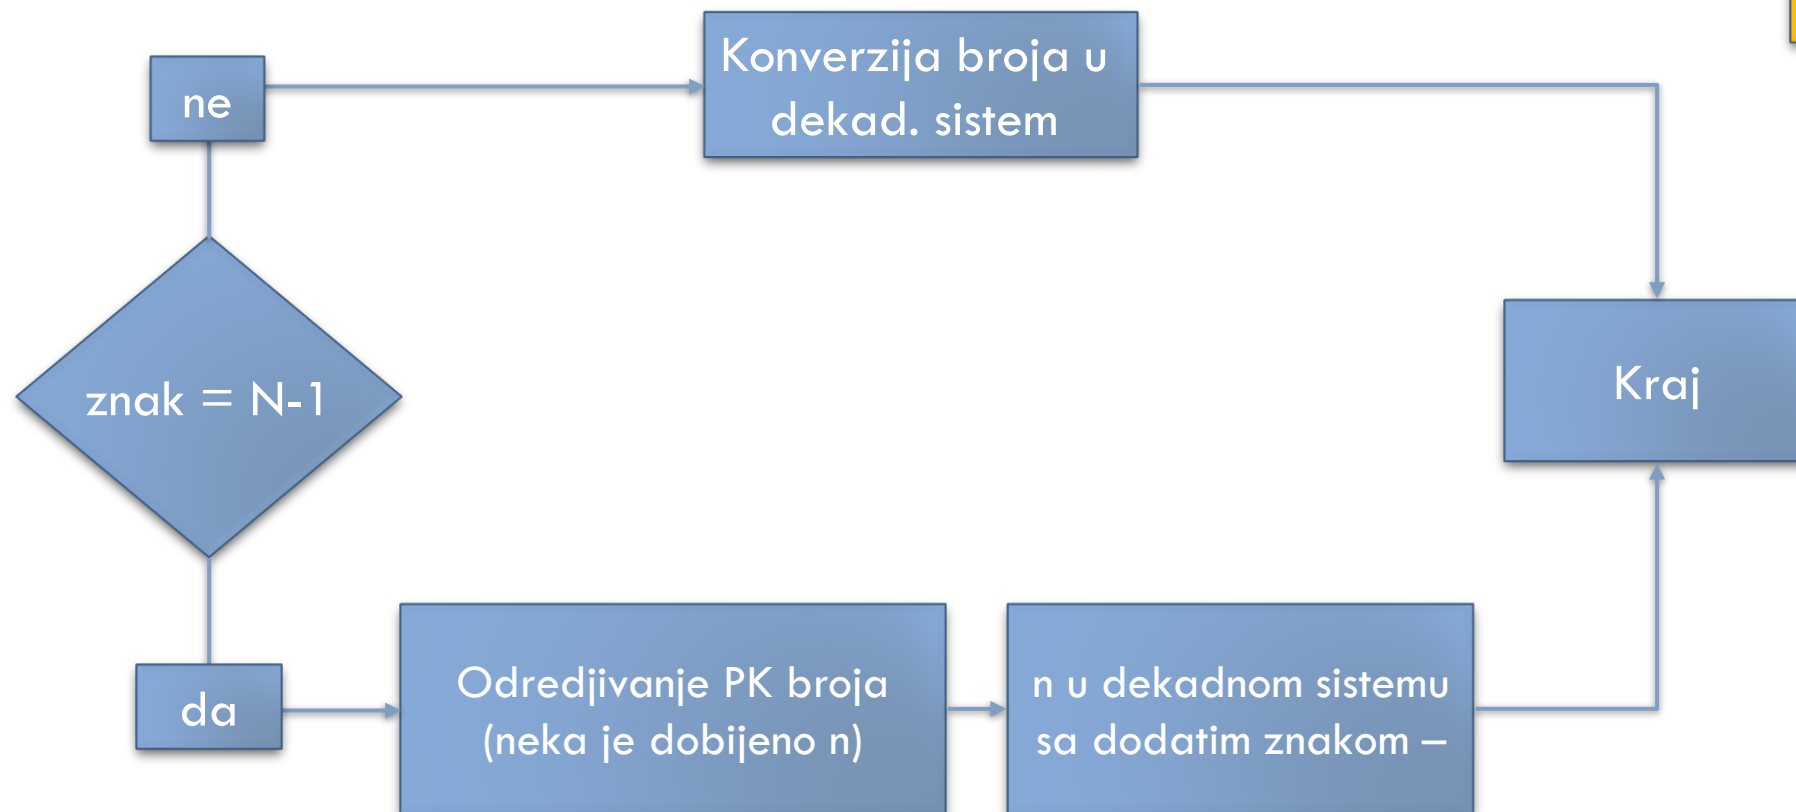 Konverzija broja u
dekad. sistem
ne
znak = N-1
Kraj
da
Odredjivanje PK broja
(neka je dobijeno n)
n u dekadnom sistemu
sa dodatim znakom –